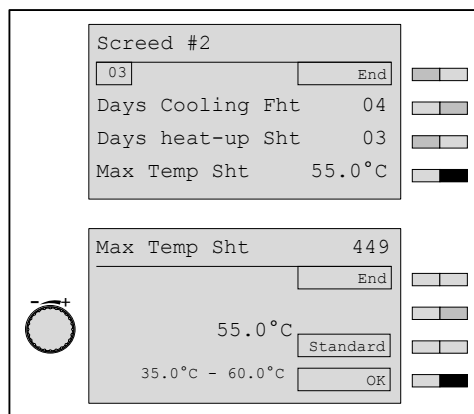 Screed #2
03 End
Days Cooling Fht 04
Days heat-up Sht 03
Max Temp Sht 55.0°C
Max Temp Sht 449
End
- +
55.0°C
Standard
35.0°C - 60.0°C OK